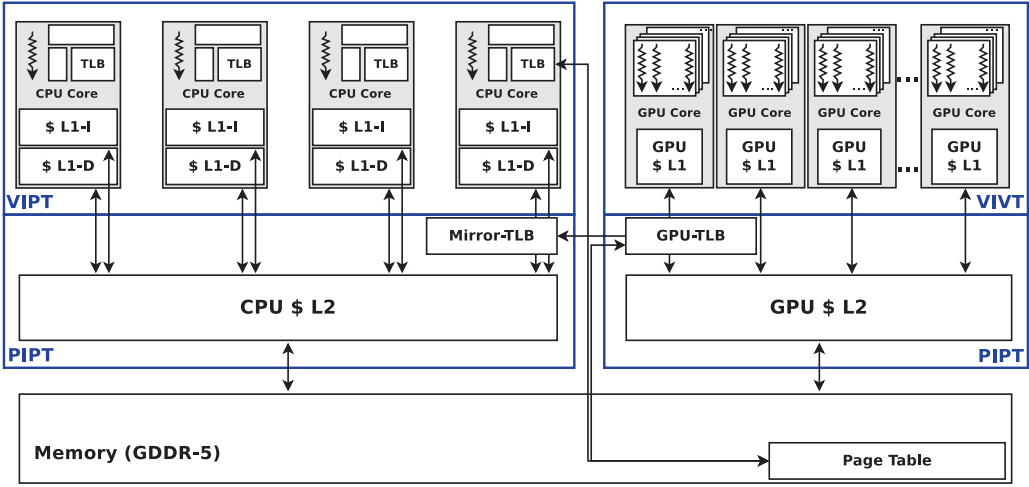 TLB
TLB
TLB
TLB
CPU Core
CPU Core
CPU Core
CPU Core
GPU Core
GPU Core
GPU Core
GPU Core
$ L1-I
$ L1-I
$ L1-I
$ L1-I
$ L1-D
$ L1-D
$ L1-D
$ L1-D
GPU
$ L1
GPU
$ L1
GPU
$ L1
GPU
$ L1
VIPT
VIVT
Mirror-TLB
GPU-TLB
CPU $ L2
GPU $ L2
PIPT
PIPT
Memory (GDDR-5)
Page Table